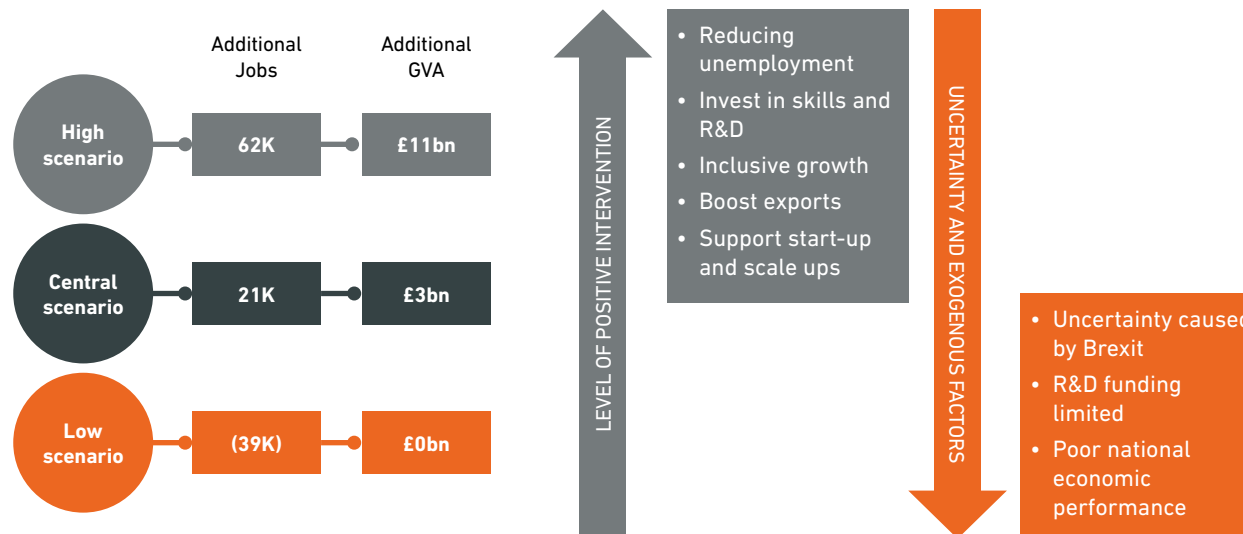 Additional
Jobs
Additional
GVA
High
scenario
62K
£11bn
Central
scenario
21K
£3bn
Low
scenario
(39K)
£0bn
LEVEL OF POSITIVE INTERVENTION
• Reducing
unemployment
• Invest in skills and
R&D
• Inclusive growth
• Boost exports
• Support start-up
and scale ups
UNCERTAINTY AND EXOGENOUS FACTORS
• Uncertainty caused
by Brexit
• R&D funding
limited
• Poor national
economic
performance